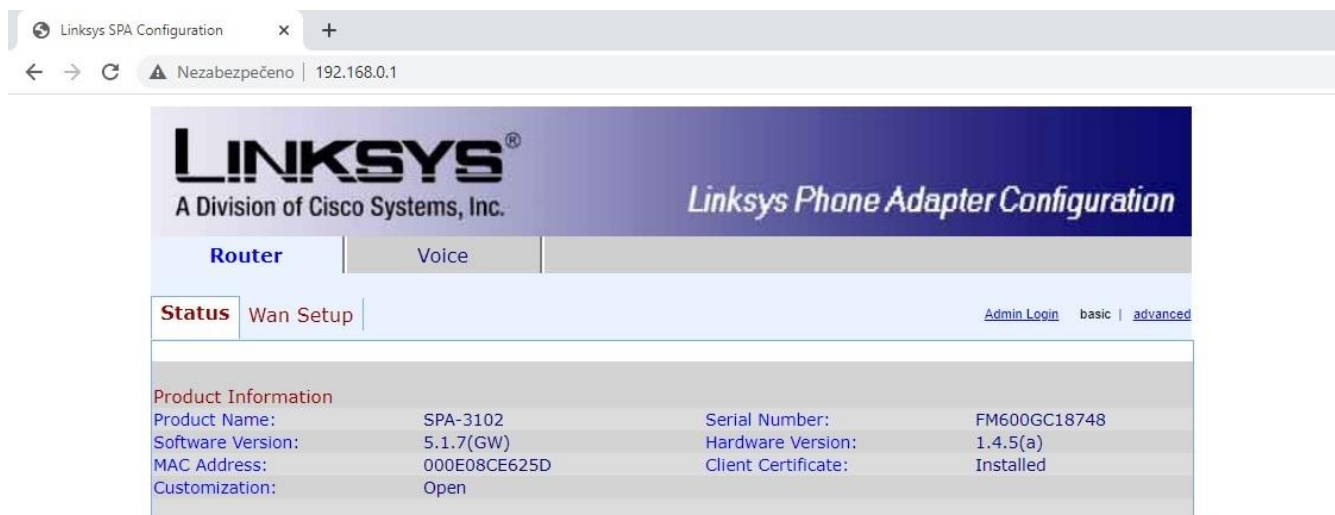 Linksys SPA Configuration
Nezabezpečeno | 192.168.0.1
LINKSYS®
A Division of Cisco Systems, Inc.
Linksys Phone Adapter Configuration
Router Voice
Status Wan Setup Admin Login basic | advanced
Product Information
Product Name: SPA-3102 Serial Number: FM600GC18748
Software Version: 5.1.7(GW) Hardware Version: 1.4.5(a)
MAC Address: 000E08CE625D Client Certificate: Installed
Customization: Open